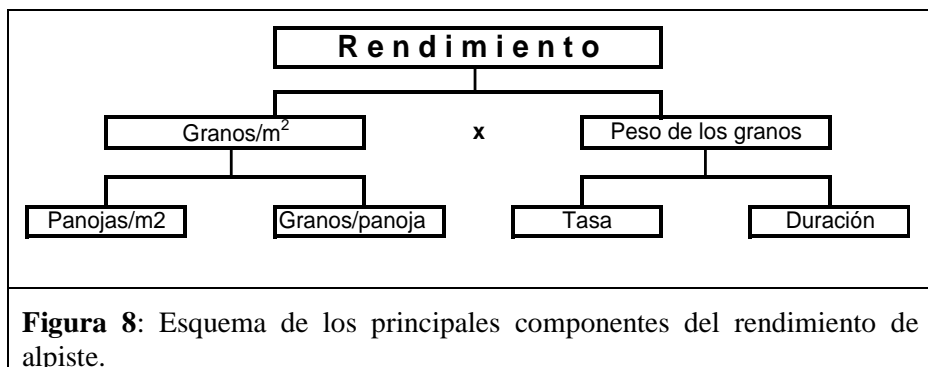 Rendimiento
Granos/m² x Peso de los granos
Panojas/m2 Granos/panoja Tasa Duración
Figura 8: Esquema de los principales componentes del rendimiento de
alpiste.